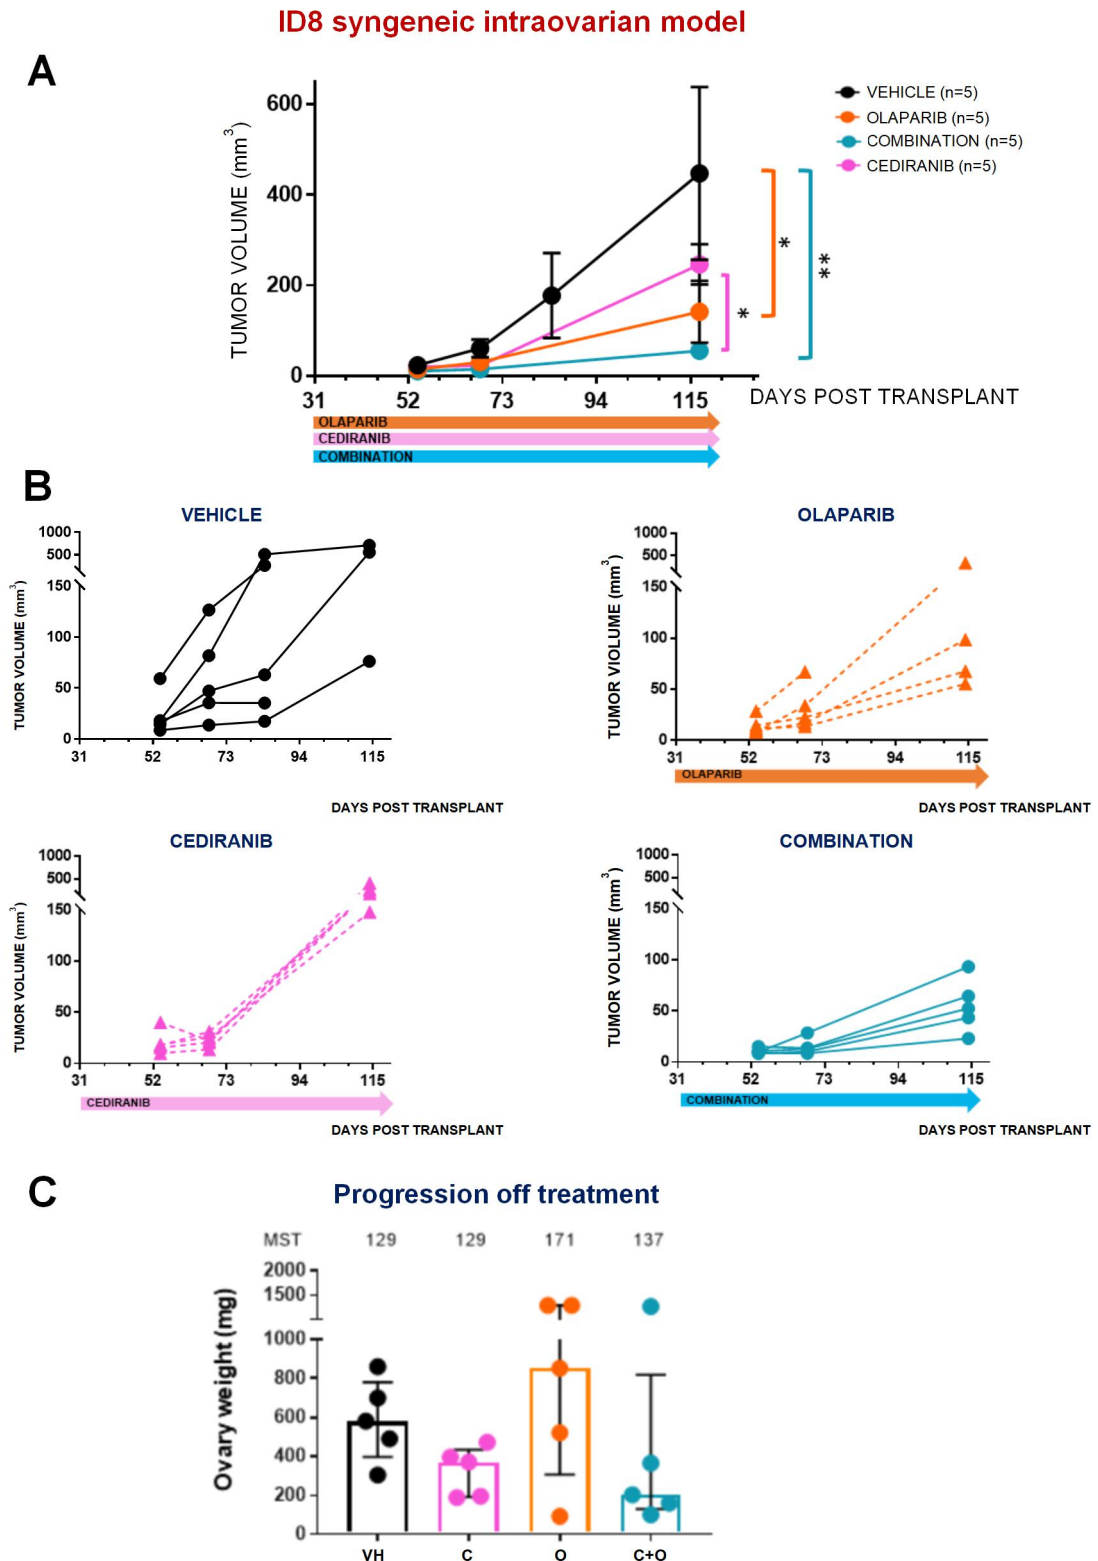 ID8 syngeneic intraovarian model
A
TUMOR VOLUME (mm³)
600
400
200
0
31 52 73 94 115
DAYS POST TRANSPLANT
VEHICLE (n=5)
OLAPARIB (n=5)
COMBINATION (n=5)
CEDIRANIB (n=5)
*
*
**
OLAPARIB
CEDIRANIB
COMBINATION
B
VEHICLE
TUMOR VOLUME (mm³)
1000
500
150
100
50
0
31 52 73 94 115
DAYS POST TRANSPLANT
OLAPARIB
TUMOR VIOLUME (mm³)
1000
500
150
100
50
0
31 52 73 94 115
OLAPARIB
DAYS POST TRANSPLANT
CEDIRANIB
TUMOR VOLUME (mm³)
1000
500
150
100
50
0
31 52 73 94 115
CEDIRANIB
DAYS POST TRANSPLANT
COMBINATION
TUMOR VOLUME (mm³)
1000
500
150
100
50
0
31 52 73 94 115
COMBINATION
DAYS POST TRANSPLANT
C
Progression off treatment
MST 129 129 171 137
Ovary weight (mg)
2000
1500
1000
800
600
400
200
0
VH C O C+O